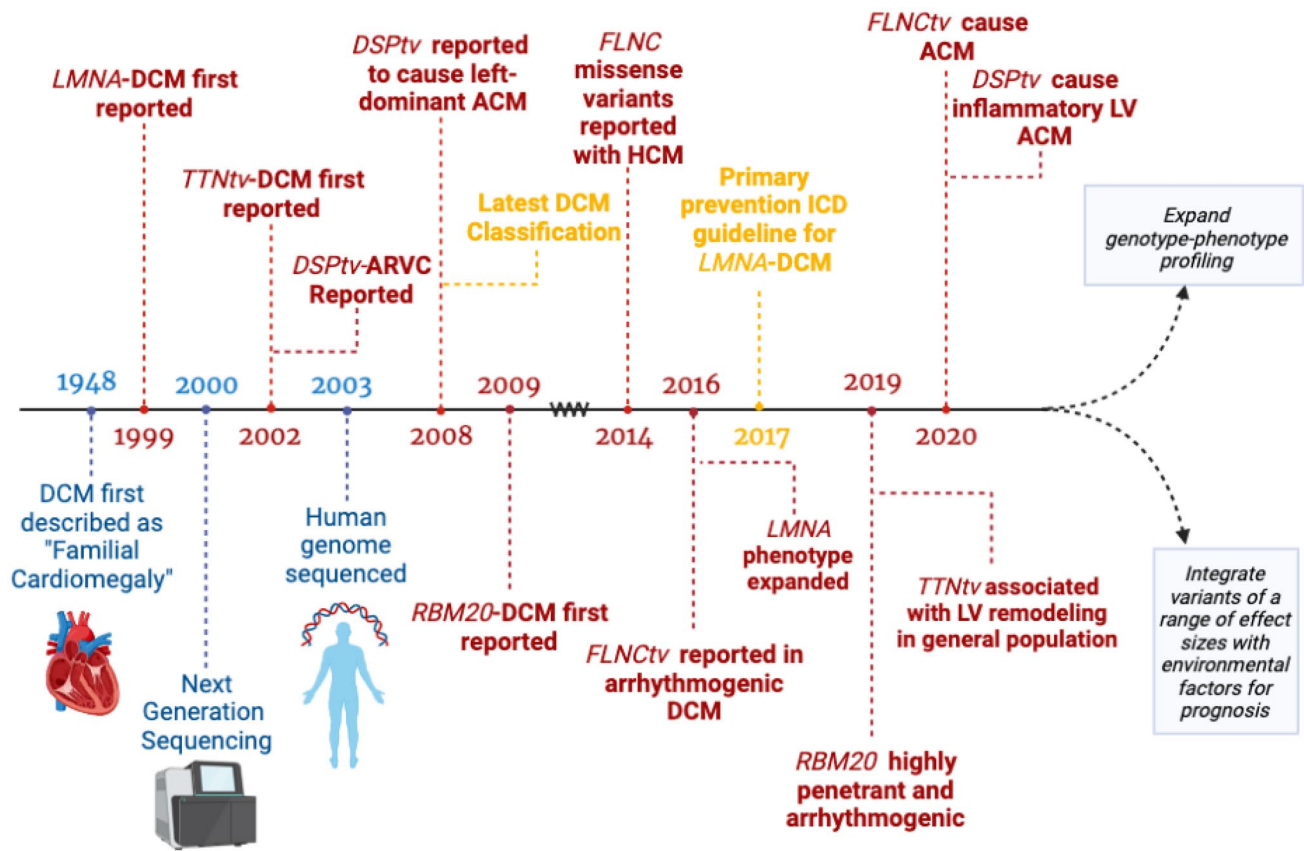 LMNA-DCM first
reported
TTNtv-DCM first
reported
DSPtv-ARVC
Reported
DSPtv reported
to cause left-
dominant ACM
Latest DCM
Classification
FLNC
missense
variants
reported
with HCM
Primary
prevention ICD
guideline for
LMNA-DCM
FLNCtv cause
ACM
DSPtv cause
inflammatory LV
ACM
Expand
genotype-phenotype
profiling
1948
1999
2000
2002
2003
2008
2009
2014
2016
2017
2019
2020
DCM first
described as
"Familial
Cardiomegaly"
Next
Generation
Sequencing
Human
genome
sequenced
RBM20-DCM first
reported
FLNCtv reported in
arrhythmogenic
DCM
LMNA
phenotype
expanded
RBM20 highly
penetrant and
arrhythmogenic
TTNtv associated
with LV remodeling
in general population
Integrate
variants of a
range of effect
sizes with
environmental
factors for
prognosis